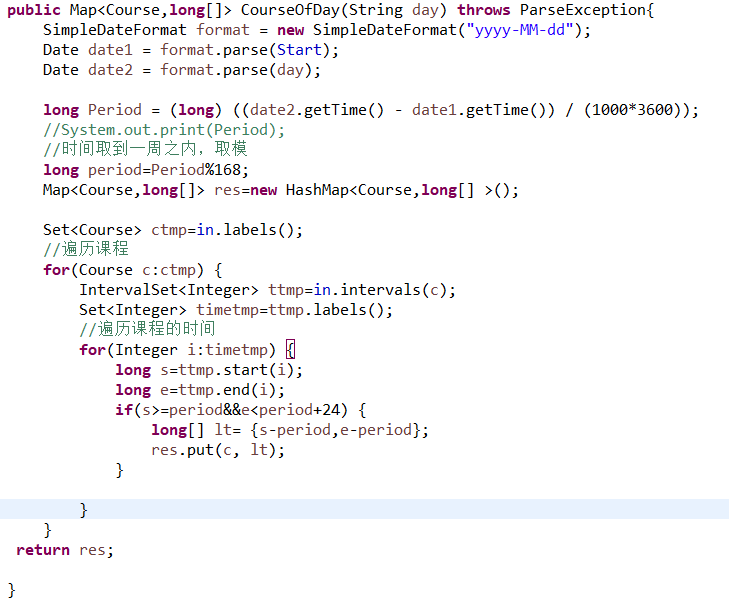 public Map<Course,long[]> CourseOfDay(String day) throws ParseException{
SimpleDateFormat format = new SimpleDateFormat("yyyy-MM-dd");
Date date1 = format.parse(Start);
Date date2 = format.parse(day);
long Period = (long) ((date2.getTime() - date1.getTime()) / (1000*3600));
//System.out.print(Period);
//时间取到一周之内，取模
long period=Period%168;
Map<Course,long[]> res=new HashMap<Course,long[] >();
Set<Course> ctmp=in.labels();
//遍历课程
for(Course c:ctmp) {
IntervalSet<Integer> ttmp=in.intervals(c);
Set<Integer> timetmp=ttmp.labels();
//遍历课程的时间
for(Integer i:timetmp) {
long s=ttmp.start(i);
long e=ttmp.end(i);
if(s>=period&&e<period+24) {
long[] lt= {s-period,e-period};
res.put(c, lt);
}
}
}
return res;
}